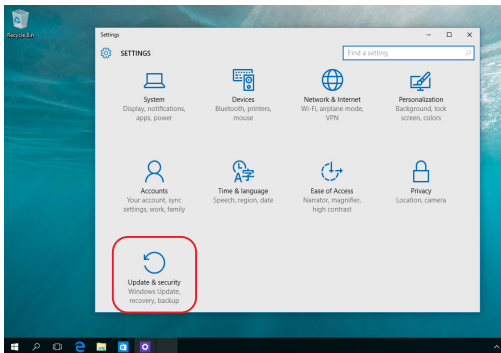 Recycle Bin
Settings
SETTINGS
Find a setting
System
Display, notifications,
apps, power
Devices
Bluetooth, printers,
mouse
Network & Internet
Wi-Fi, airplane mode,
VPN
Personalization
Background, lock
screen, colors
Accounts
Your account, sync
settings, work, family
Time & language
Speech, region, date
Ease of Access
Narrator, magnifier,
high contrast
Privacy
Location, camera
Update & security
Windows Update,
recovery, backup